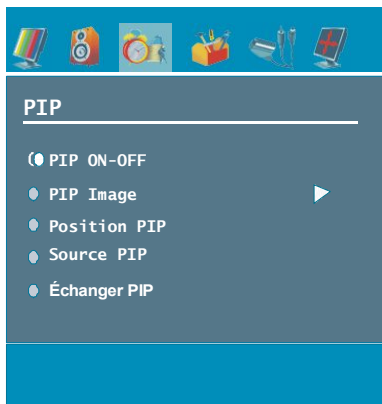 PIP
PIP ON-OFF
PIP Image
Position PIP
Source PIP
Échanger PIP